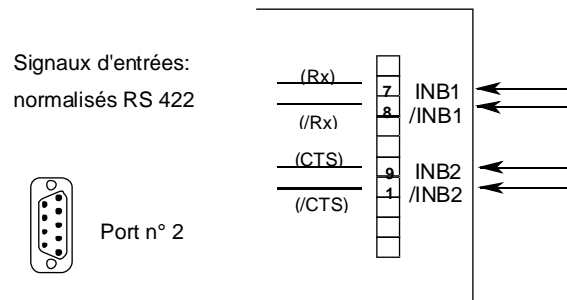 Signaux d'entrées:
normalisés RS 422
Port n° 2
(Rx)
7 INB1
8 /INB1
(/Rx)
(CTS)
9 INB2
1 /INB2
(/CTS)